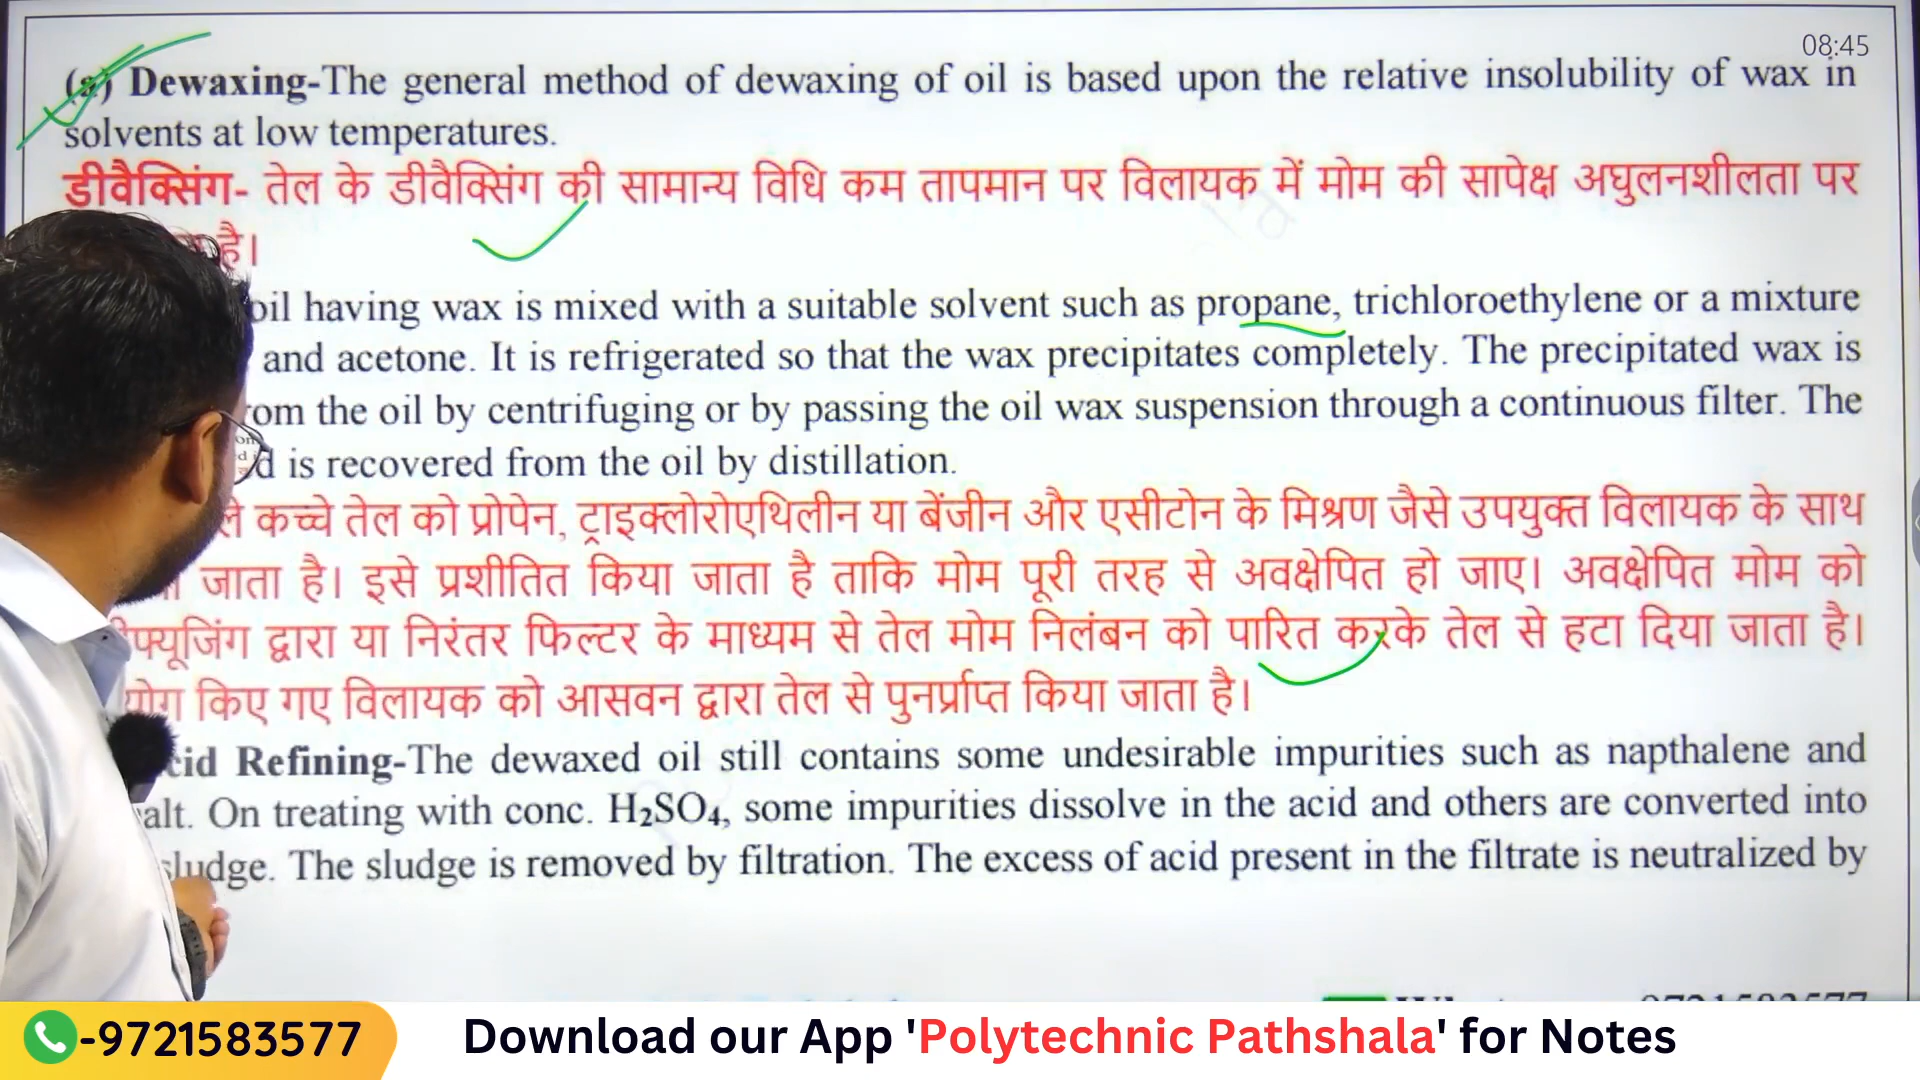 08:45
(a) Dewaxing-The general method of dewaxing of oil is based upon the relative insolubility of wax in
solvents at low temperatures.
डीवैक्सिंग- तेल के डीवैक्सिंग की सामान्य विधि कम तापमान पर विलायक में मोम की सापेक्ष अघुलनशीलता पर
है।
oil having wax is mixed with a suitable solvent such as propane, trichloroethylene or a mixture
and acetone. It is refrigerated so that the wax precipitates completely. The precipitated wax is
om the oil by centrifuging or by passing the oil wax suspension through a continuous filter. The
d is recovered from the oil by distillation.
ले कच्चे तेल को प्रोपेन, ट्राइक्लोरोएथिलीन या बेंजीन और एसीटोन के मिश्रण जैसे उपयुक्त विलायक के साथ
जाता है। इसे प्रशीतित किया जाता है ताकि मोम पूरी तरह से अवक्षेपित हो जाए। अवक्षेपित मोम को
फ्यूजिंग द्वारा या निरंतर फिल्टर के माध्यम से तेल मोम निलंबन को पारित करके तेल से हटा दिया जाता है।
योग किए गए विलायक को आसवन द्वारा तेल से पुनर्प्राप्त किया जाता है।
cid Refining-The dewaxed oil still contains some undesirable impurities such as napthalene and
alt. On treating with conc. H₂SO₄, some impurities dissolve in the acid and others are converted into
sludge. The sludge is removed by filtration. The excess of acid present in the filtrate is neutralized by
-9721583577 Download our App 'Polytechnic Pathshala' for Notes